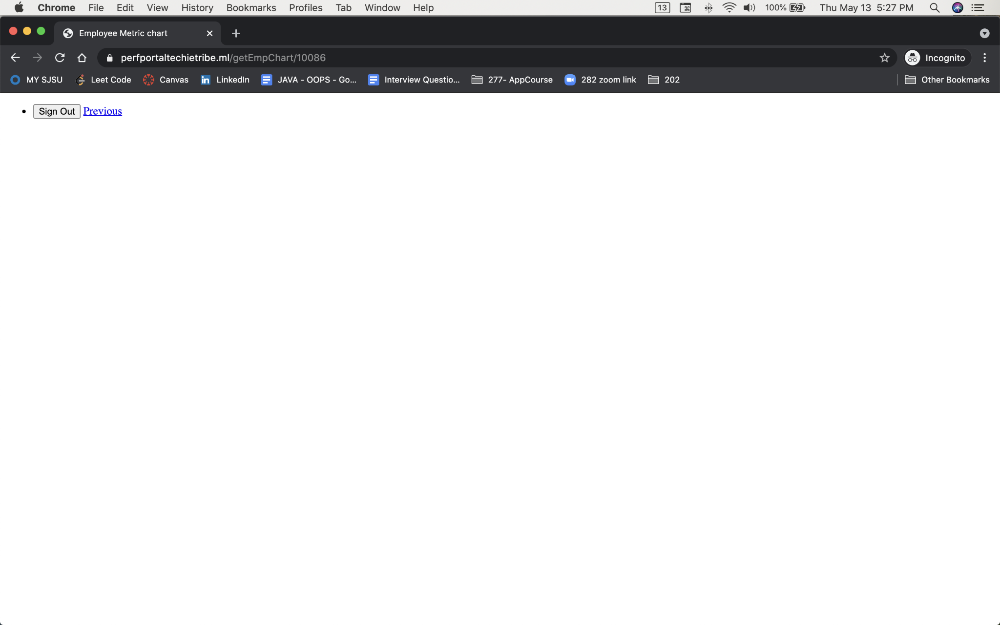 Chrome File Edit View History Bookmarks Profiles Tab Window Help 13 100% Thu May 13 5:27 PM
Employee Metric chart
perfportaltechietribe.ml/getEmpChart/10086 Incognito
MY SJSU Leet Code Canvas LinkedIn JAVA - OOPS - Go... Interview Questio... 277- AppCourse 282 zoom link 202 Other Bookmarks
• Sign Out Previous